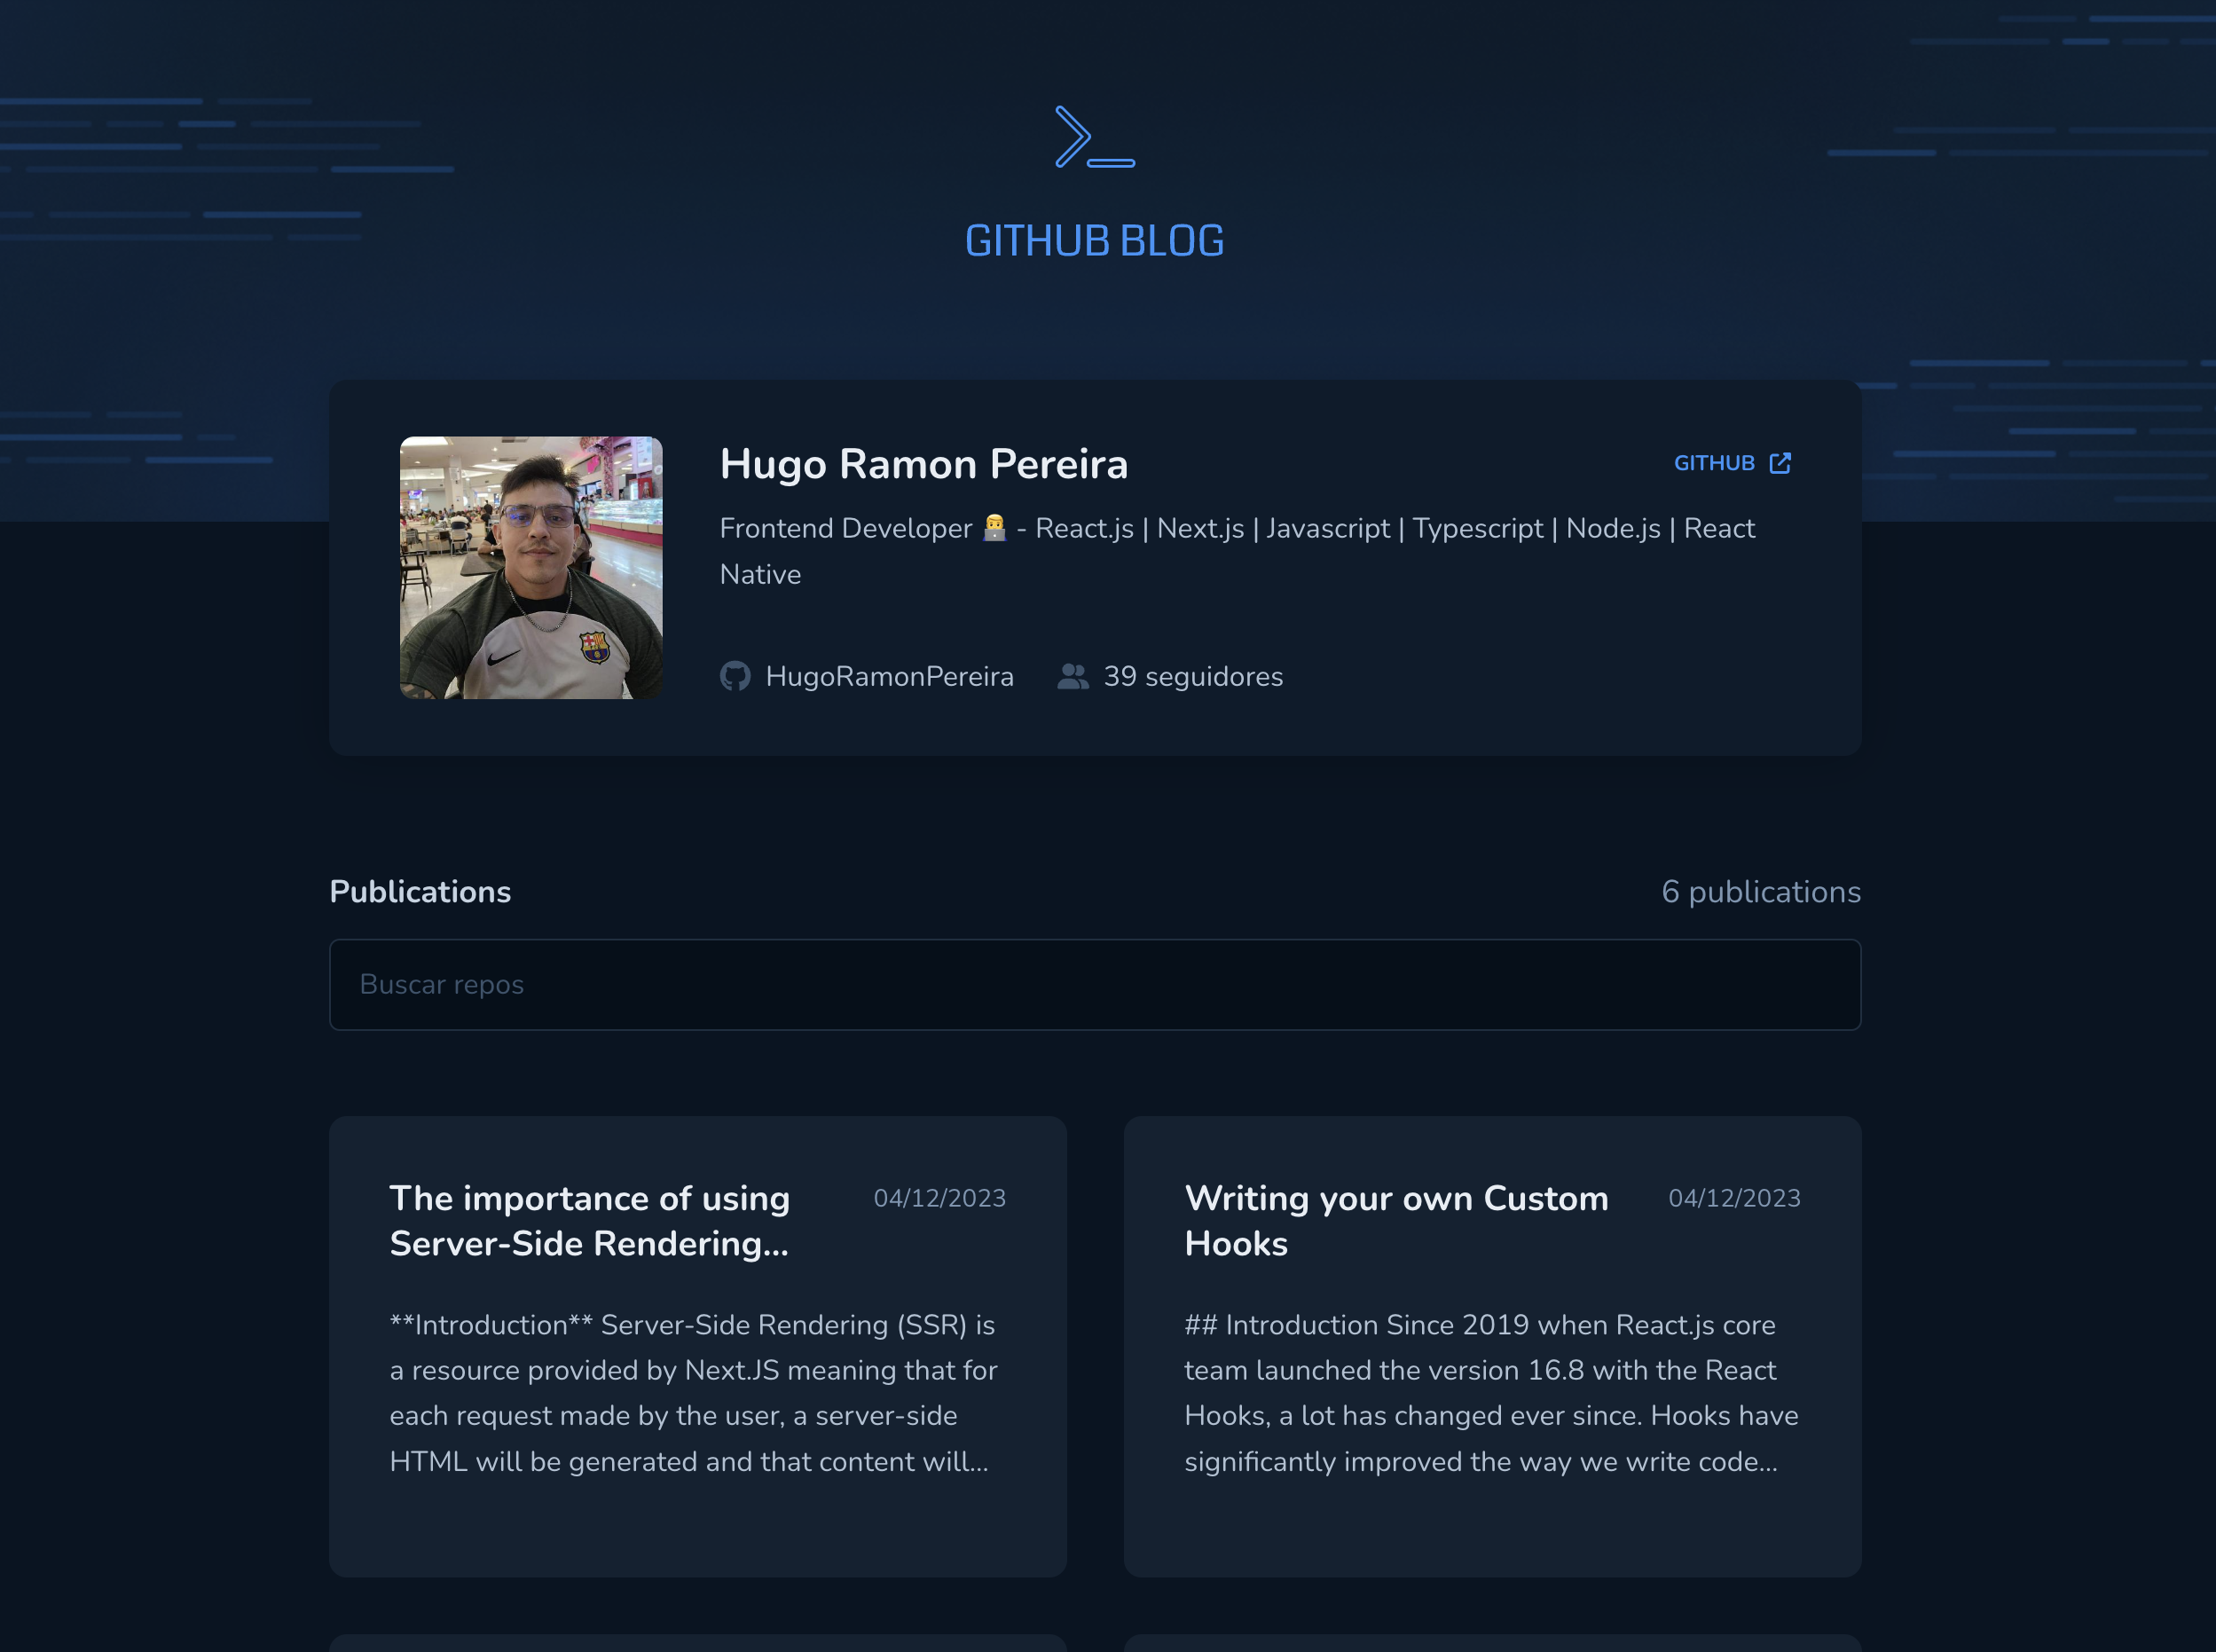 GITHUB BLOG
Hugo Ramon Pereira
GITHUB
Frontend Developer 👨‍💻 - React.js | Next.js | Javascript | Typescript | Node.js | React
Native
HugoRamonPereira
39 seguidores
Publications
6 publications
Buscar repos
The importance of using
Server-Side Rendering...
04/12/2023
**Introduction** Server-Side Rendering (SSR) is
a resource provided by Next.JS meaning that for
each request made by the user, a server-side
HTML will be generated and that content will...
Writing your own Custom
Hooks
04/12/2023
## Introduction Since 2019 when React.js core
team launched the version 16.8 with the React
Hooks, a lot has changed ever since. Hooks have
significantly improved the way we write code...